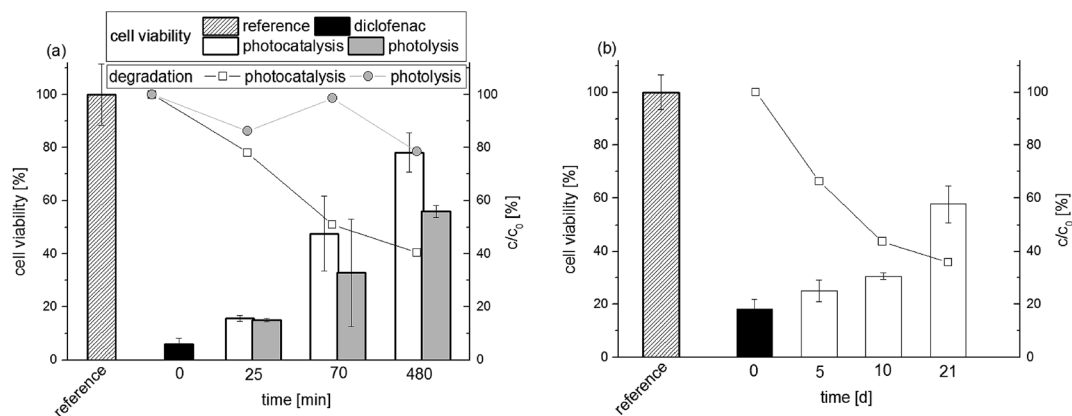 (a)
cell viability
reference
diclofenac
photocatalysis
photolysis
degradation
photocatalysis
photolysis
100
80
60
40
20
0
cell viability [%]
100
80
60
40
20
0
c/c0 [%]
reference
0 25 70 480
time [min]
(b)
100
80
60
40
20
0
cell viability [%]
100
80
60
40
20
0
c/c0 [%]
reference
0 5 10 21
time [d]